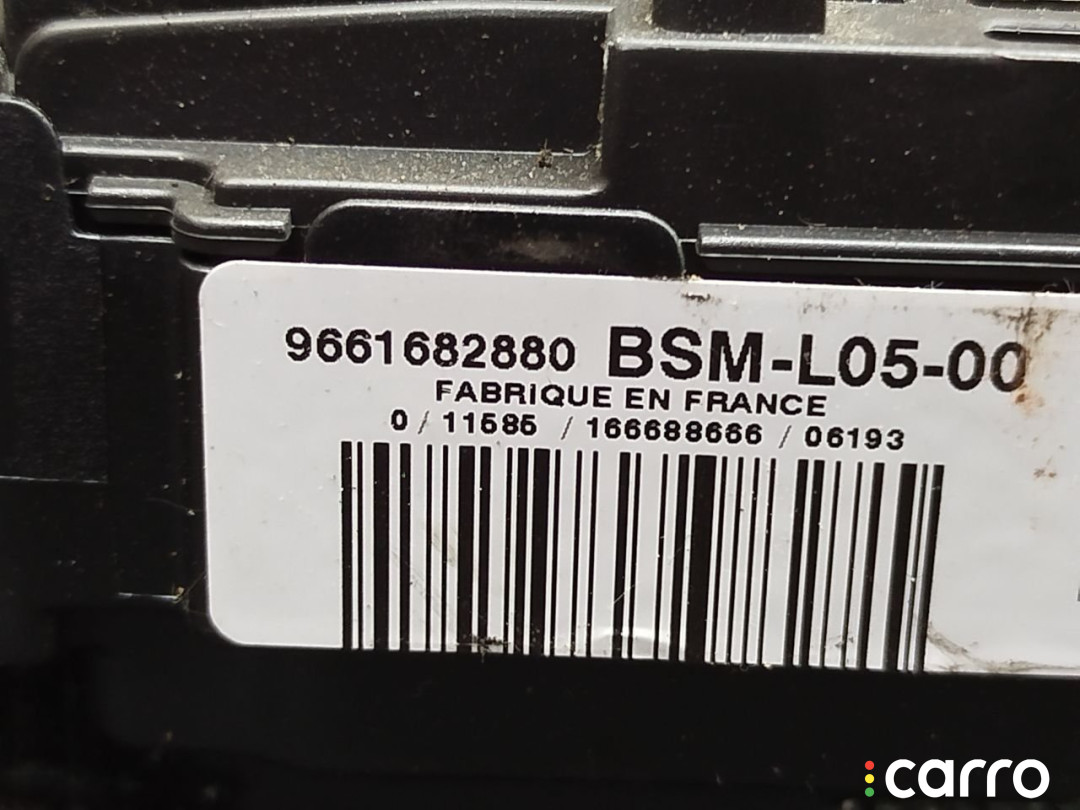 9661682880 BSM-L05-00
FABRIQUE EN FRANCE
0 / 11585 / 166688666 / 06193
carro